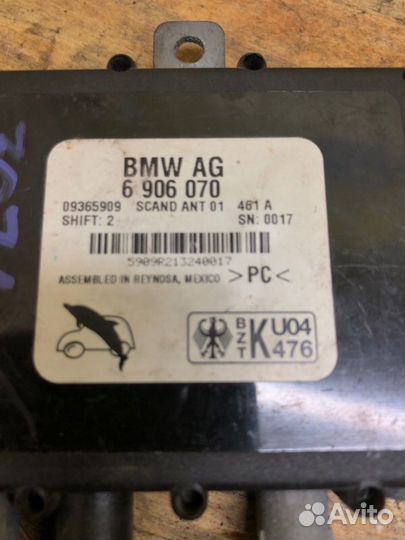 BMW AG
6 906 070
09365909 SCAND ANT 01 461 A
SHIFT: 2 SN: 0017
5909R213240017
ASSEMBLED IN REYNOSA, MEXICO >PC<
BZT K U04 476
Avito